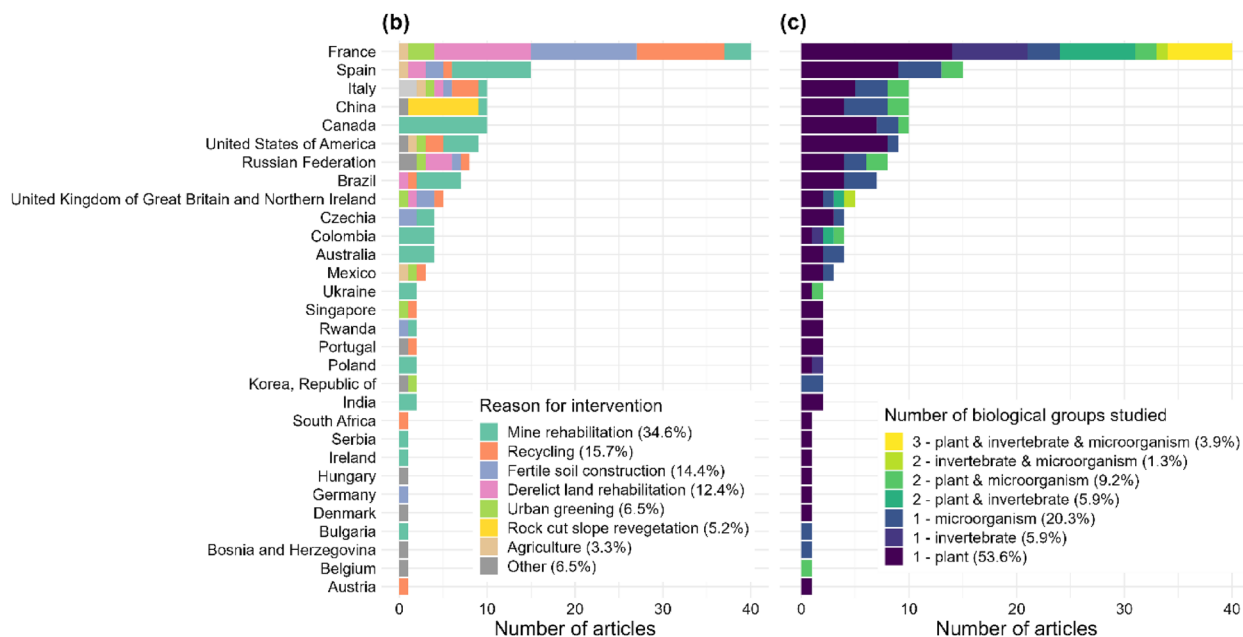 (b)
(c)
France
Spain
Italy
China
Canada
United States of America
Russian Federation
Brazil
United Kingdom of Great Britain and Northern Ireland
Czechia
Colombia
Australia
Mexico
Ukraine
Singapore
Rwanda
Portugal
Poland
Korea, Republic of
India
South Africa
Serbia
Ireland
Hungary
Germany
Denmark
Bulgaria
Bosnia and Herzegovina
Belgium
Austria
Reason for intervention
Mine rehabilitation (34.6%)
Recycling (15.7%)
Fertile soil construction (14.4%)
Derelict land rehabilitation (12.4%)
Urban greening (6.5%)
Rock cut slope revegetation (5.2%)
Agriculture (3.3%)
Other (6.5%)
0 10 20 30 40
Number of articles
Number of biological groups studied
3 - plant & invertebrate & microorganism (3.9%)
2 - invertebrate & microorganism (1.3%)
2 - plant & microorganism (9.2%)
2 - plant & invertebrate (5.9%)
1 - microorganism (20.3%)
1 - invertebrate (5.9%)
1 - plant (53.6%)
0 10 20 30 40
Number of articles